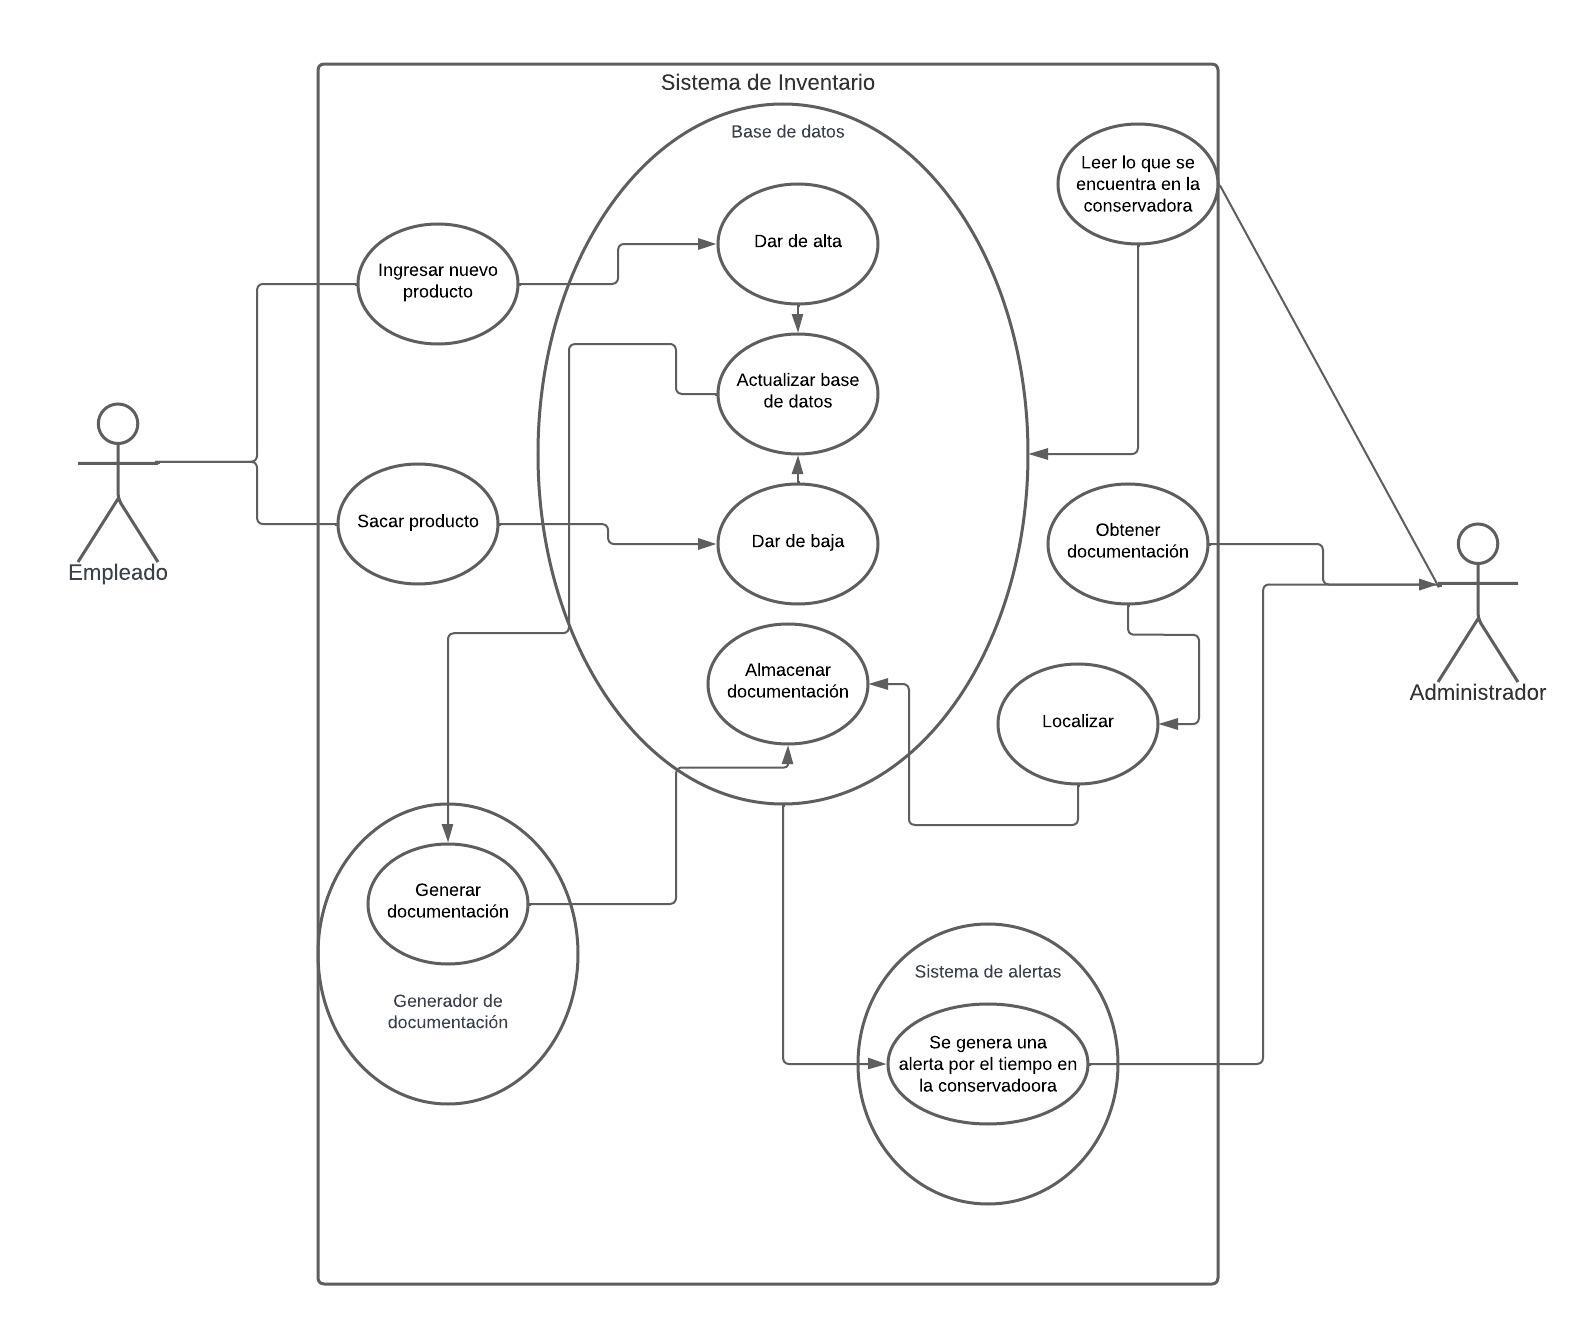 Sistema de Inventario
Base de datos
Leer lo que se
encuentra en la
conservadora
Dar de alta
Ingresar nuevo
producto
Actualizar base
de datos
Sacar producto
Dar de baja
Obtener
documentación
Empleado
Almacenar
documentación
Localizar
Administrador
Generar
documentación
Generador de
documentación
Sistema de alertas
Se genera una
alerta por el tiempo en
la conservadoora